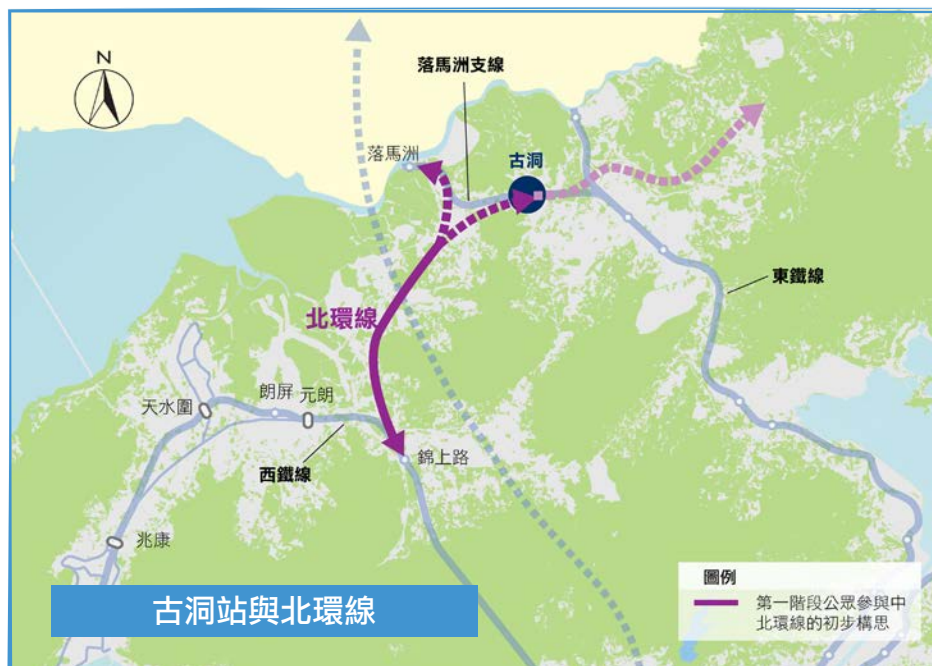 N
落馬洲支線
落馬洲
古洞
東鐵線
北環線
朗屏
元朗
天水圍
錦上路
西鐵線
兆康
圖例
第一階段公眾參與中
北環線的初步構思
古洞站與北環線